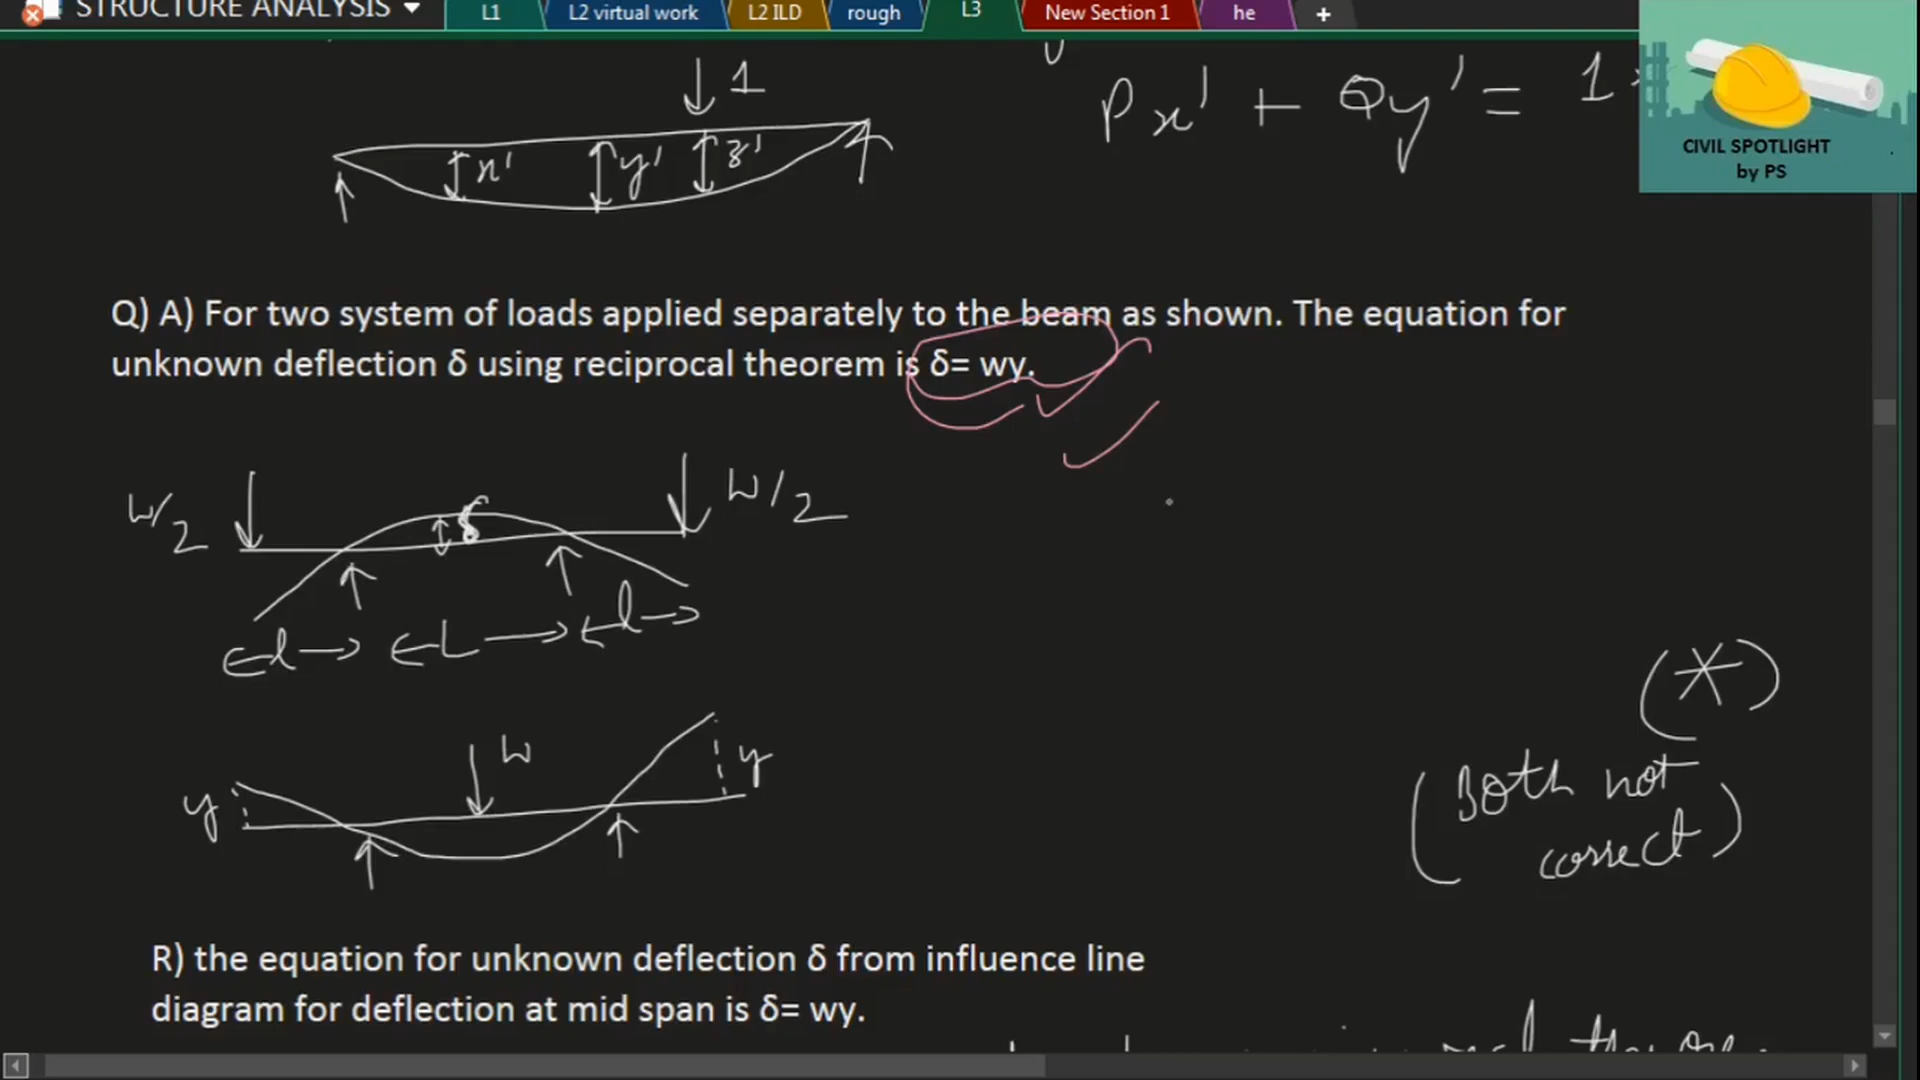 STRUCTURE ANALYSIS
L1
L2 virtual work
L2 ILD
rough
L3
New Section 1
he
+
CIVIL SPOTLIGHT
by PS
↓ 1
x'
y'
z'
Px' + Qy' = 1
Q) A) For two system of loads applied separately to the beam as shown. The equation for
unknown deflection δ using reciprocal theorem is δ= wy.
W/2
δ
W/2
←l→ ←L→ ←l→
W
y
y
(*)
(Both not
correct)
R) the equation for unknown deflection δ from influence line
diagram for deflection at mid span is δ= wy.